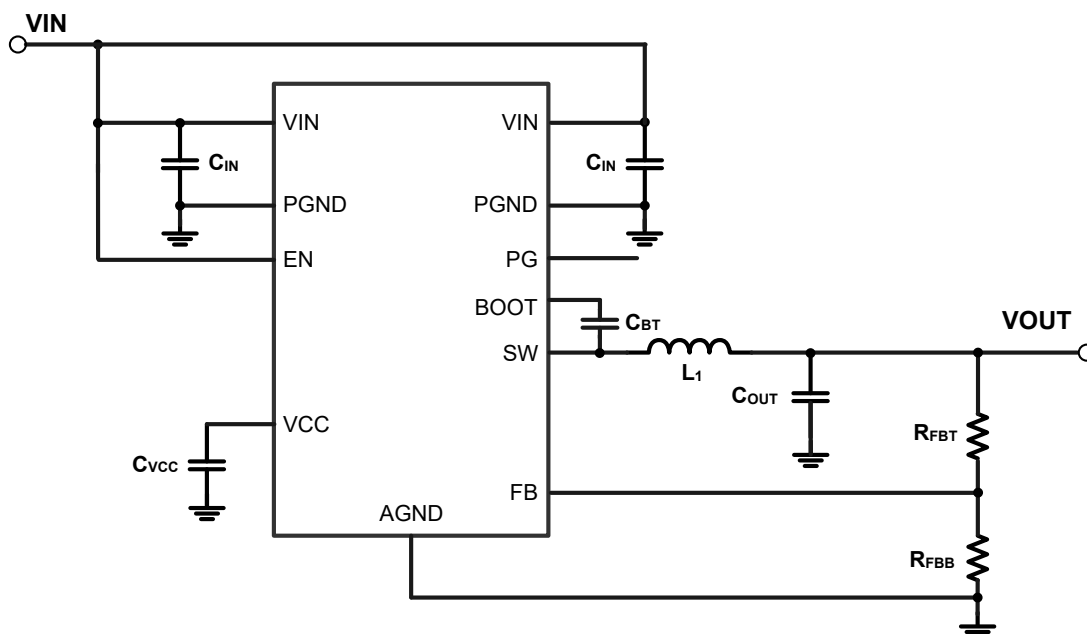 VIN
VIN
VIN
CIN
CIN
PGND
PGND
EN
PG
BOOT
CBT
VOUT
SW
L1
COUT
VCC
RFBT
CVCC
FB
AGND
RFBB